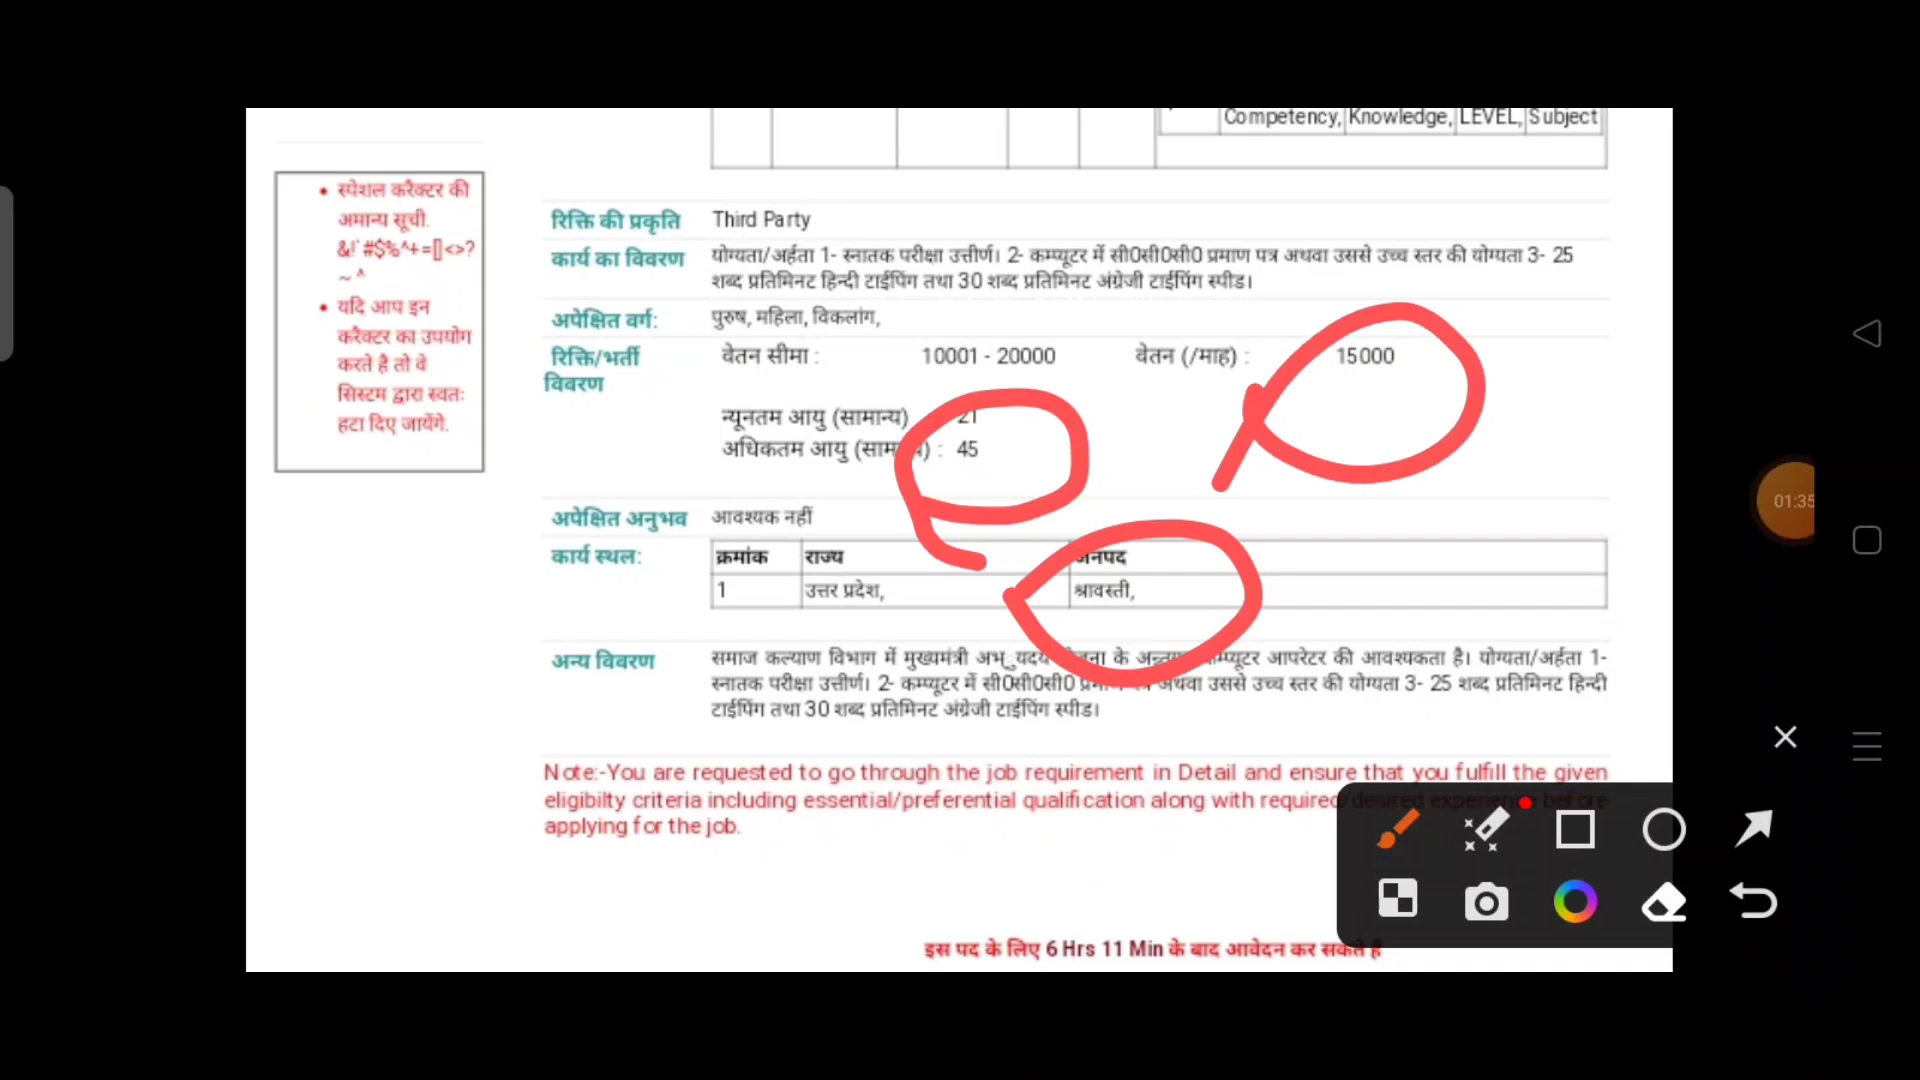 Competency, Knowledge, LEVEL, Subject
• स्पेशल करैक्टर की
अमान्य सूची.
&!`#$%^+=[]<>?
~ ^
• यदि आप इन
करैक्टर का उपयोग
करते है तो वे
सिस्टम द्वारा स्वतः
हटा दिए जायेंगे.
रिक्ति की प्रकृति Third Party
कार्य का विवरण योग्यता/अर्हता 1- स्नातक परीक्षा उत्तीर्ण। 2- कम्प्यूटर में सी0सी0सी0 प्रमाण पत्र अथवा उससे उच्च स्तर की योग्यता 3- 25
शब्द प्रतिमिनट हिन्दी टाईपिंग तथा 30 शब्द प्रतिमिनट अंग्रेजी टाईपिंग स्पीड।
अपेक्षित वर्ग: पुरुष, महिला, विकलांग,
रिक्ति/भर्ती वेतन सीमा : 10001 - 20000 वेतन (/माह) : 15000
विवरण
न्यूनतम आयु (सामान्य) 21
अधिकतम आयु : 45
अपेक्षित अनुभव आवश्यक नहीं
कार्य स्थल: क्रमांक राज्य जनपद
1 उत्तर प्रदेश, श्रावस्ती,
अन्य विवरण समाज कल्याण विभाग में मुख्यमंत्री के आपरेटर की आवश्यकता है। योग्यता/अर्हता 1-
स्नातक परीक्षा उत्तीर्ण। 2- कम्प्यूटर में सी0सी0सी0 अथवा उससे उच्च स्तर की योग्यता 3- 25 शब्द प्रतिमिनट हिन्दी
टाईपिंग तथा 30 शब्द प्रतिमिनट अंग्रेजी टाईपिंग स्पीड।
Note:-You are requested to go through the job requirement in Detail and ensure that you fulfill the given
eligibilty criteria including essential/preferential qualification along with required/desired experience before
applying for the job.
इस पद के लिए 6 Hrs 11 Min के बाद आवेदन कर सकते है
01:35